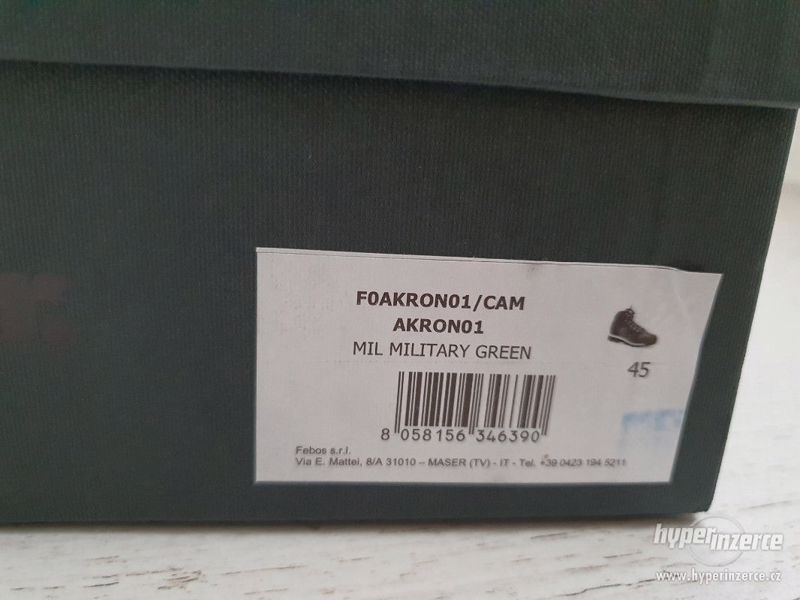 F0AKRON01/CAM
AKRON01
MIL MILITARY GREEN
45
8 058156 346390
Febos s.r.l.
Via E. Mattei, 8/A 31010 – MASER (TV) - IT - Tel. +39 0423 194 5211
hyperinzerce
www.hyperinzerce.cz